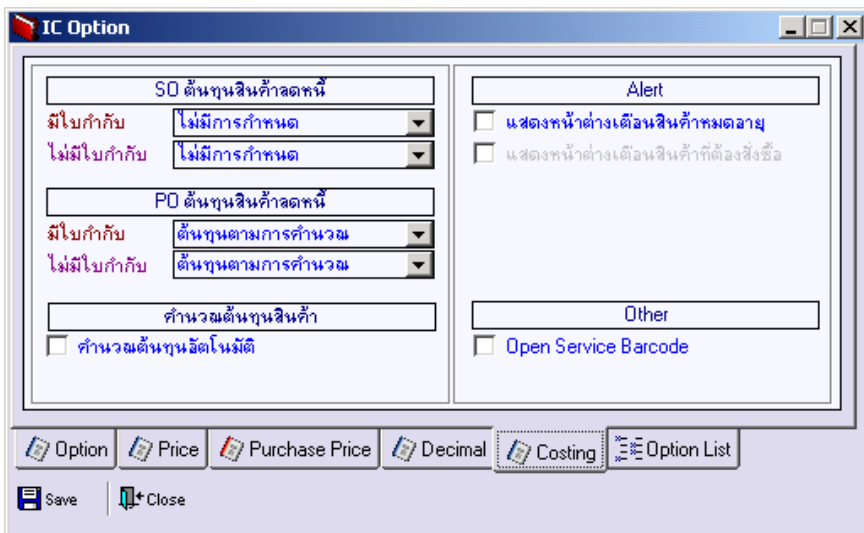 IC Option
SO ต้นทุนสินค้าลดหนี้
มีใบกำกับ ไม่มีการกำหนด
ไม่มีใบกำกับ ไม่มีการกำหนด
PO ต้นทุนสินค้าลดหนี้
มีใบกำกับ ต้นทุนตามการคำนวณ
ไม่มีใบกำกับ ต้นทุนตามการคำนวณ
คำนวณต้นทุนสินค้า
คำนวณต้นทุนอัตโนมัติ
Alert
แสดงหน้าต่างเตือนสินค้าหมดอายุ
แสดงหน้าต่างเตือนสินค้าที่ต้องสั่งซื้อ
Other
Open Service Barcode
Option Price Purchase Price Decimal Costing Option List
Save Close